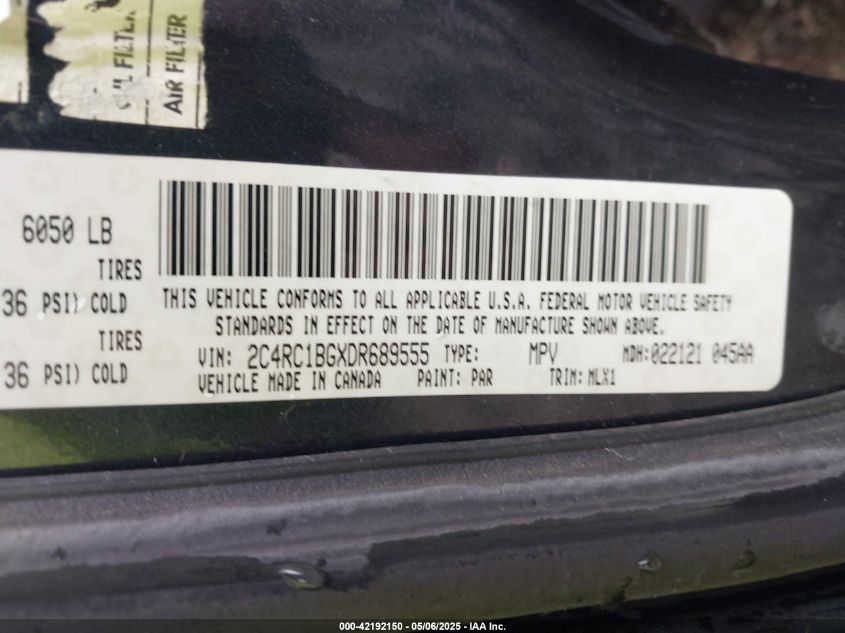 OIL FILTER
AIR FILTER
6050 LB
TIRES
36 PSI) COLD
TIRES
36 PSI) COLD
THIS VEHICLE CONFORMS TO ALL APPLICABLE U.S.A. FEDERAL MOTOR VEHICLE SAFETY
STANDARDS IN EFFECT ON THE DATE OF MANUFACTURE SHOWN ABOVE.
VIN: 2C4RC1BGXDR689555 TYPE: MPV MDH: 022121 045AA
VEHICLE MADE IN CANADA PAINT: PAR TRIM: MLX1
000-42192150 - 05/06/2025 - IAA Inc.